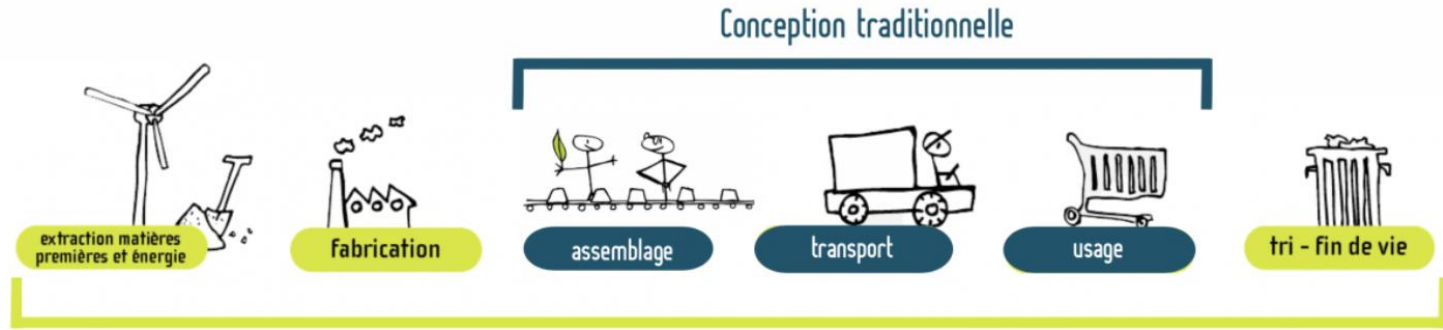 Conception traditionnelle
extraction matières
premières et énergie
fabrication
assemblage
transport
usage
tri - fin de vie